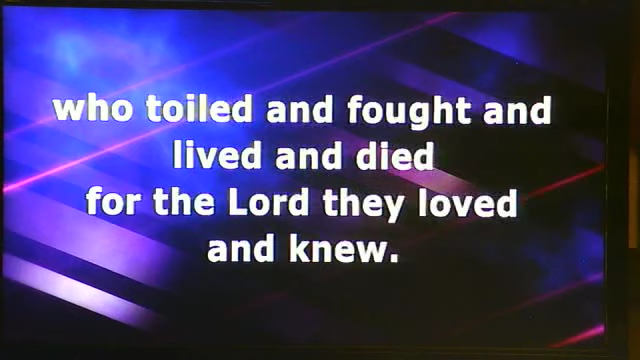 who toiled and fought and
lived and died
for the Lord they loved
and knew.